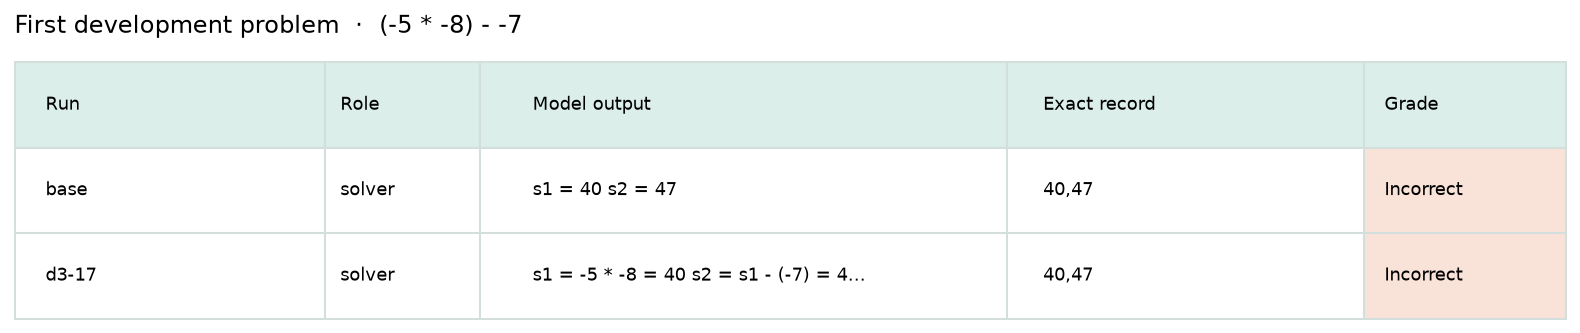 First development problem · (-5 * -8) - -7
Run Role Model output Exact record Grade
base solver s1 = 40 s2 = 47 40,47 Incorrect
d3-17 solver s1 = -5 * -8 = 40 s2 = s1 - (-7) = 4... 40,47 Incorrect